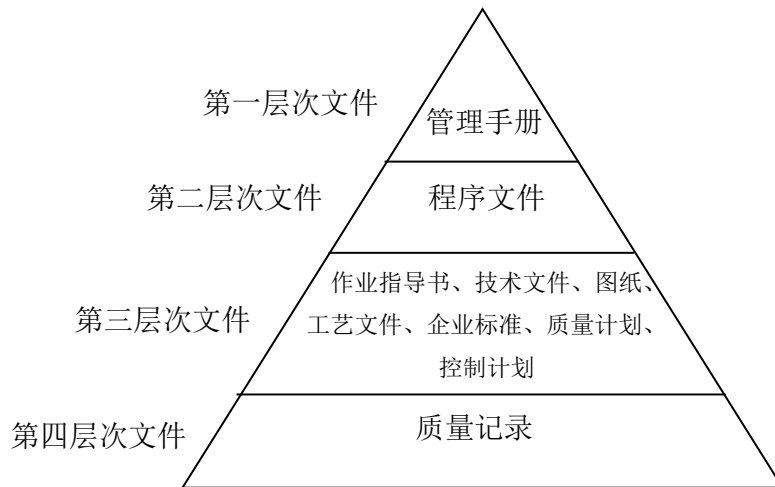 第一层次文件
管理手册
第二层次文件
程序文件
作业指导书、技术文件、图纸、
第三层次文件
工艺文件、企业标准、质量计划、
控制计划
第四层次文件
质量记录